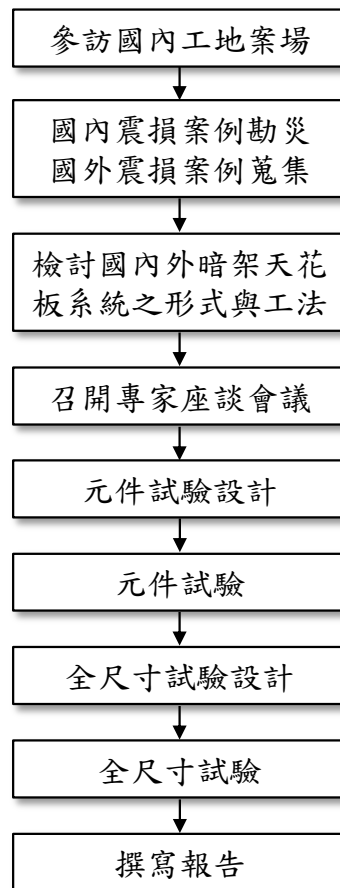 參訪國內工地案場
國內震損案例勘災
國外震損案例蒐集
檢討國內外暗架天花
板系統之形式與工法
召開專家座談會議
元件試驗設計
元件試驗
全尺寸試驗設計
全尺寸試驗
撰寫報告